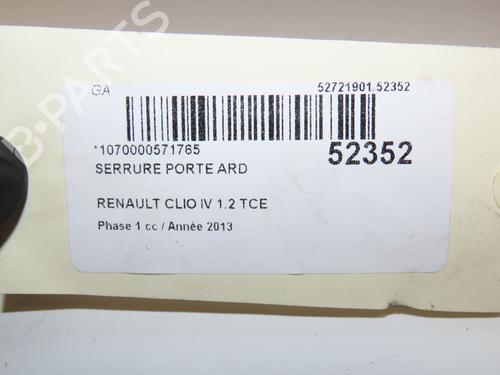 GA 52721901 52352
*1070000571765 52352
SERRURE PORTE ARD
RENAULT CLIO IV 1.2 TCE
Phase 1 cc / Année 2013
B-PARTS